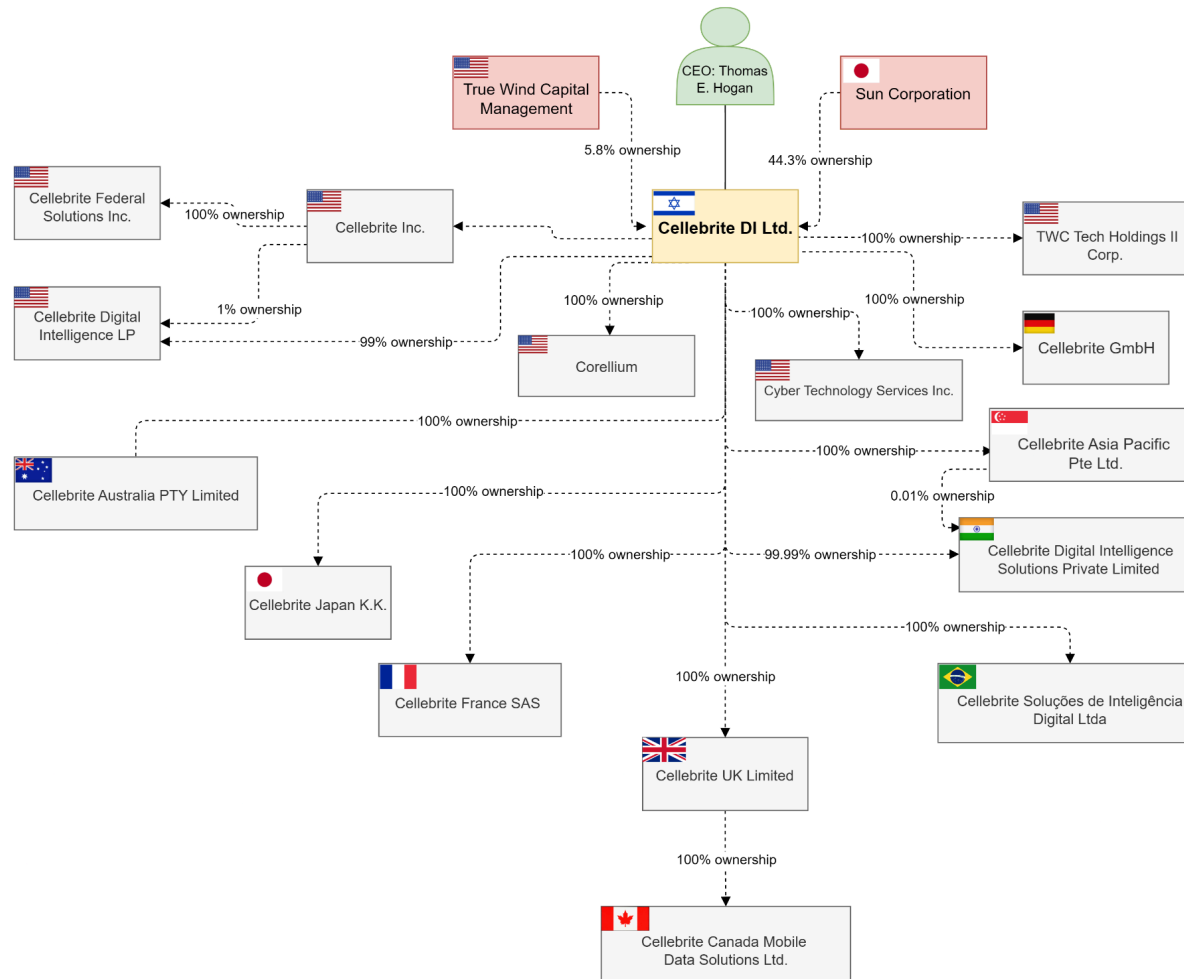 CEO: Thomas
E. Hogan
True Wind Capital
Management
Sun Corporation
5.8% ownership
44.3% ownership
Cellebrite Federal
Solutions Inc.
100% ownership
Cellebrite Inc.
Cellebrite DI Ltd.
100% ownership
TWC Tech Holdings II
Corp.
Cellebrite Digital
Intelligence LP
1% ownership
99% ownership
100% ownership
Corellium
100% ownership
Cyber Technology Services Inc.
100% ownership
Cellebrite GmbH
100% ownership
Cellebrite Australia PTY Limited
100% ownership
Cellebrite Asia Pacific
Pte Ltd.
0.01% ownership
100% ownership
Cellebrite Japan K.K.
100% ownership
99.99% ownership
Cellebrite Digital Intelligence
Solutions Private Limited
Cellebrite France SAS
100% ownership
100% ownership
Cellebrite Soluções de Inteligência
Digital Ltda
Cellebrite UK Limited
100% ownership
Cellebrite Canada Mobile
Data Solutions Ltd.